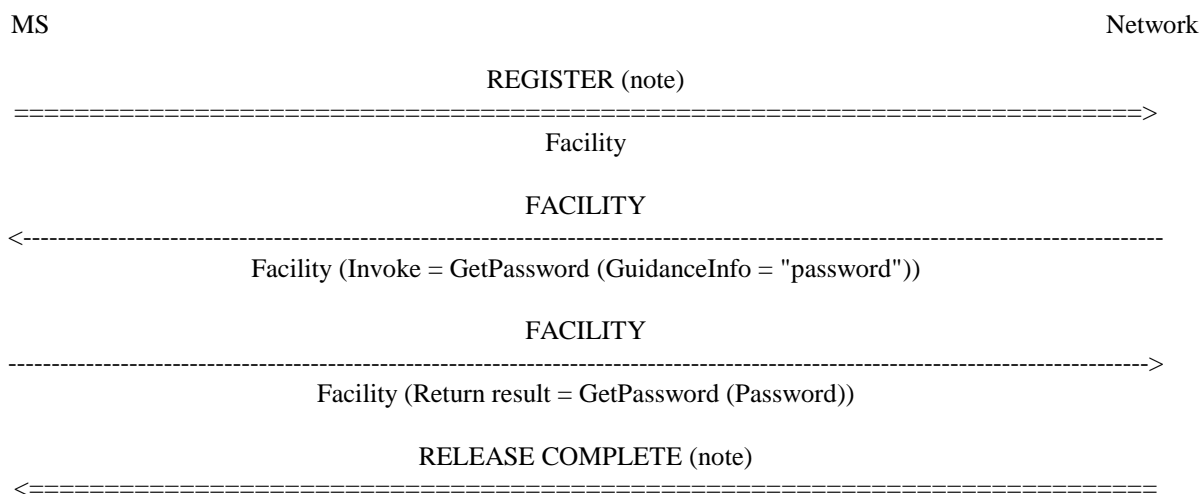 MS Network
REGISTER (note)
============================================================================>
Facility
FACILITY
<------------------------------------------------------------------------------------------------------------------------------------
Facility (Invoke = GetPassword (GuidanceInfo = "password"))
FACILITY
------------------------------------------------------------------------------------------------------------------------------------>
Facility (Return result = GetPassword (Password))
RELEASE COMPLETE (note)
<============================================================================